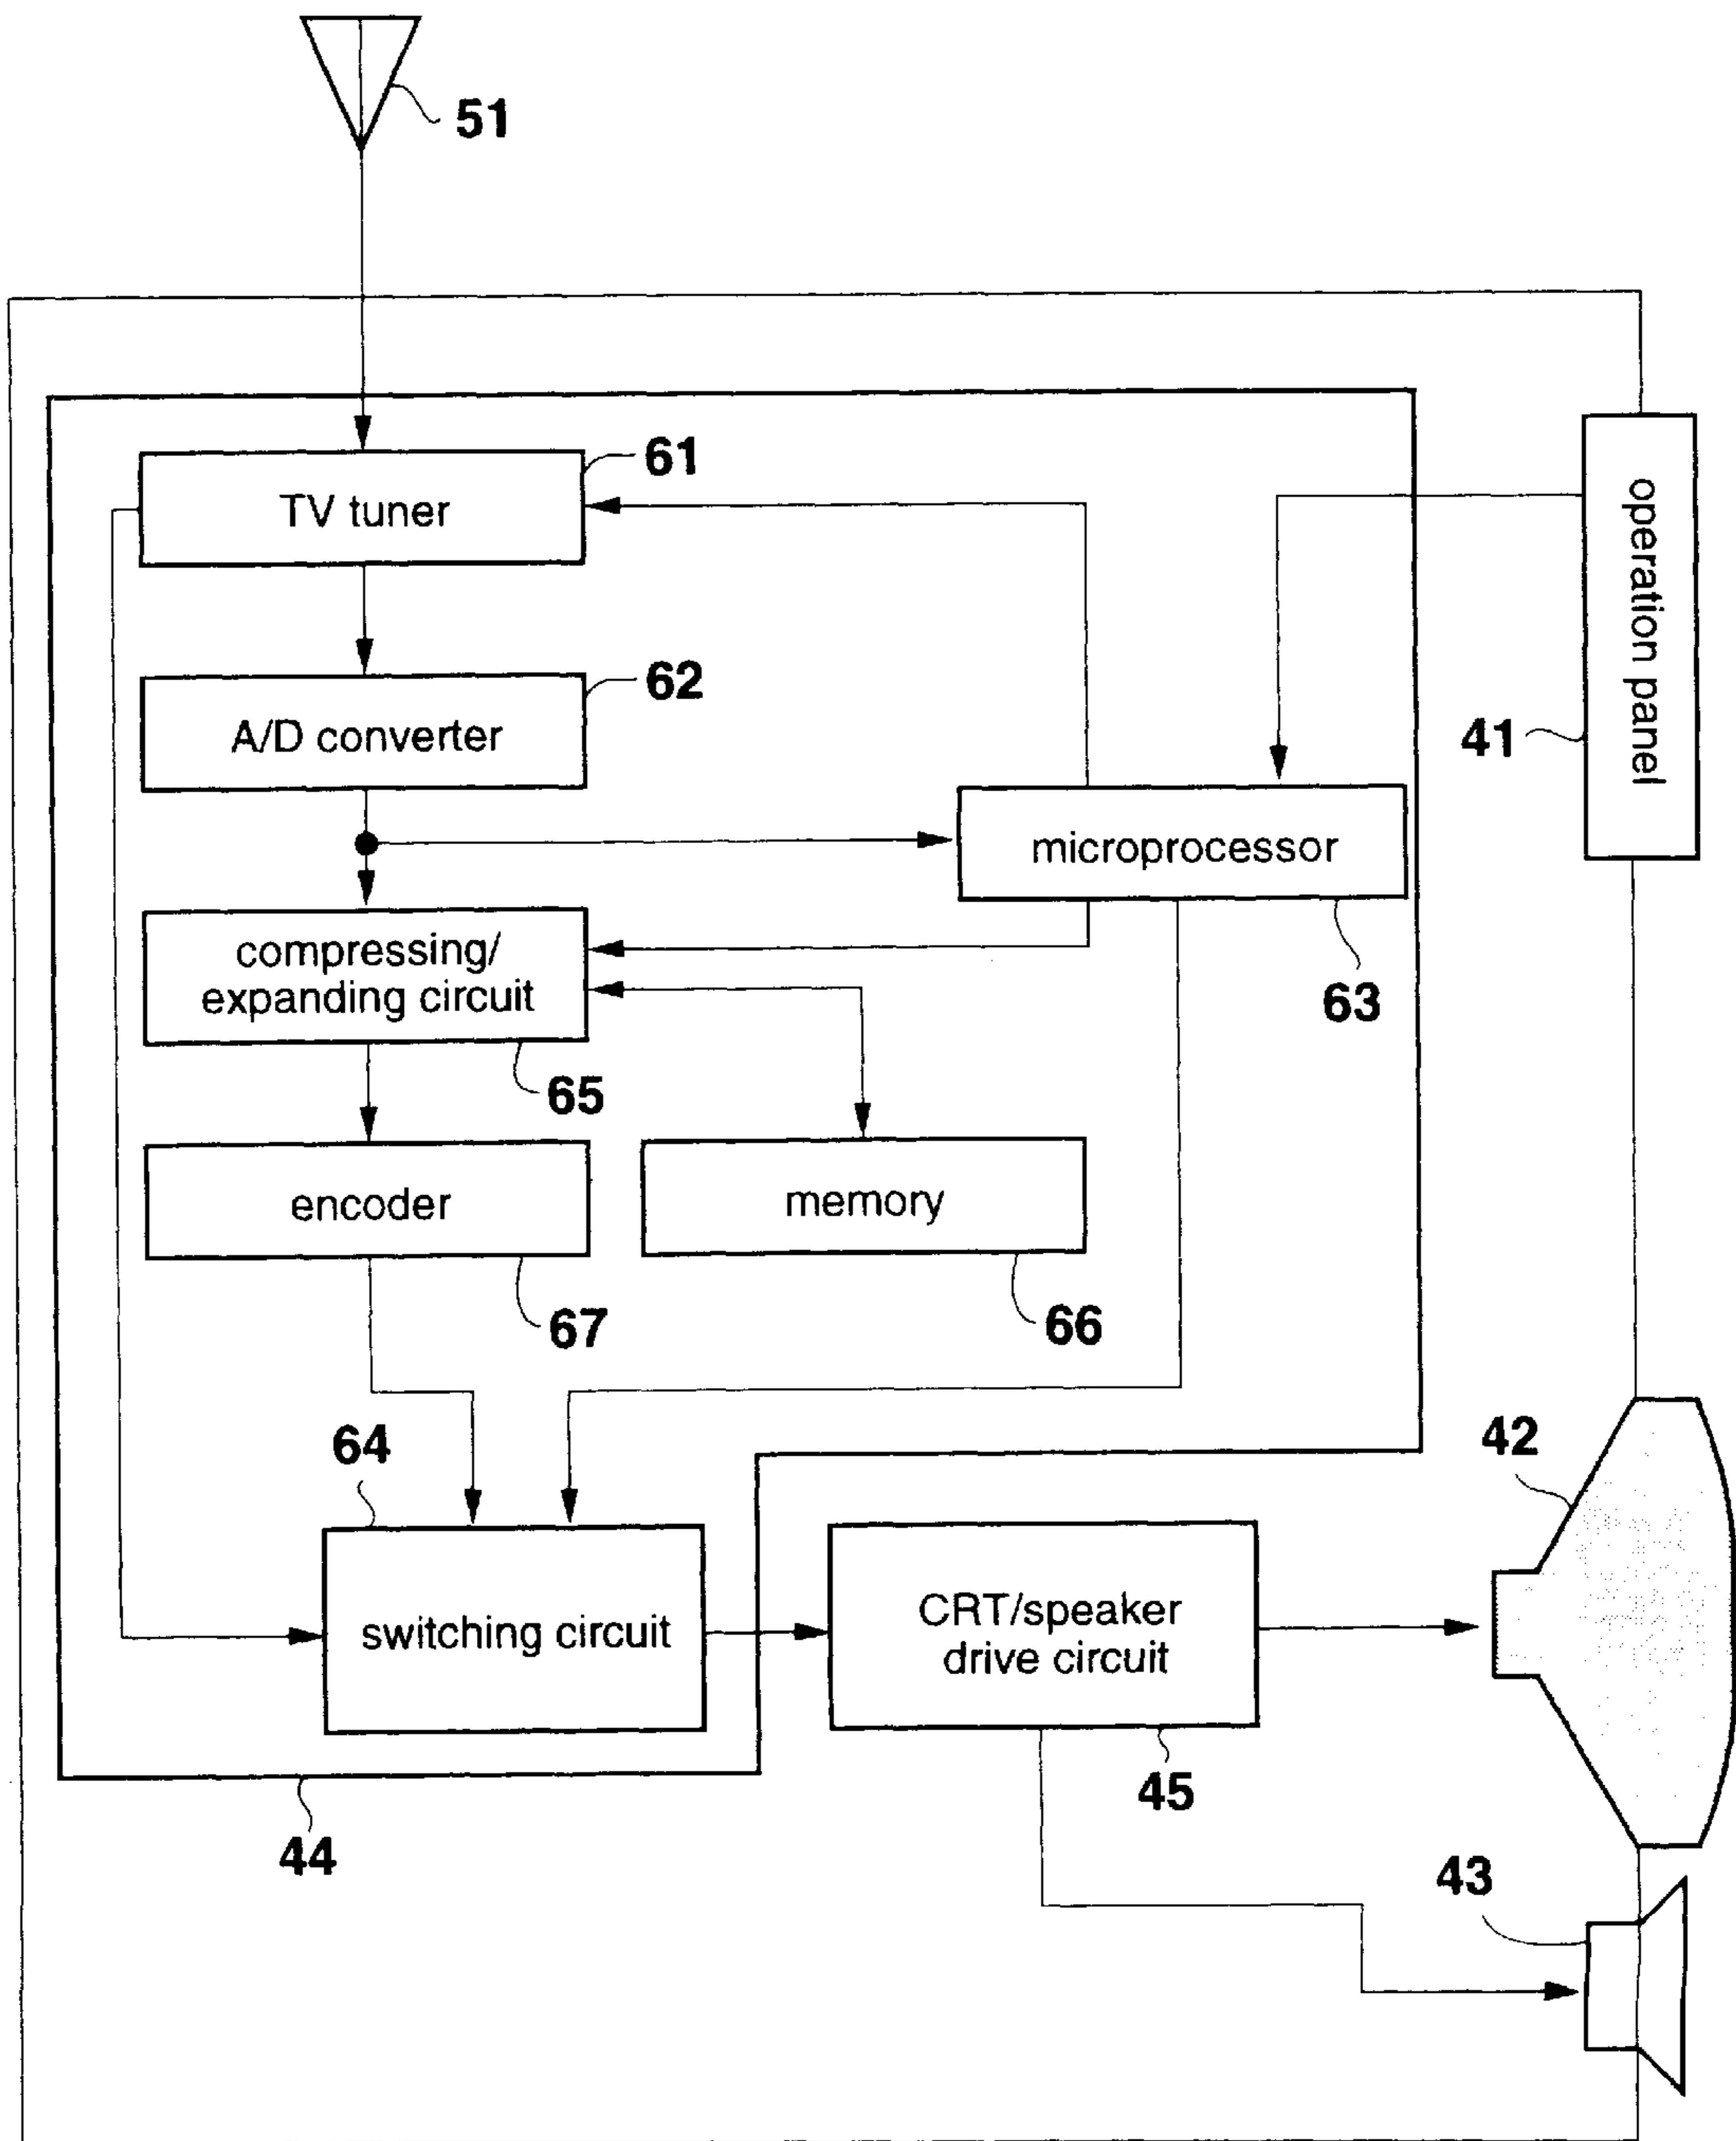 51
61
TV tuner
operation panel
62
A/D converter
41
microprocessor
compressing/
expanding circuit
63
65
encoder
memory
67
66
64
42
switching circuit
CRT/speaker
drive circuit
45
44
43